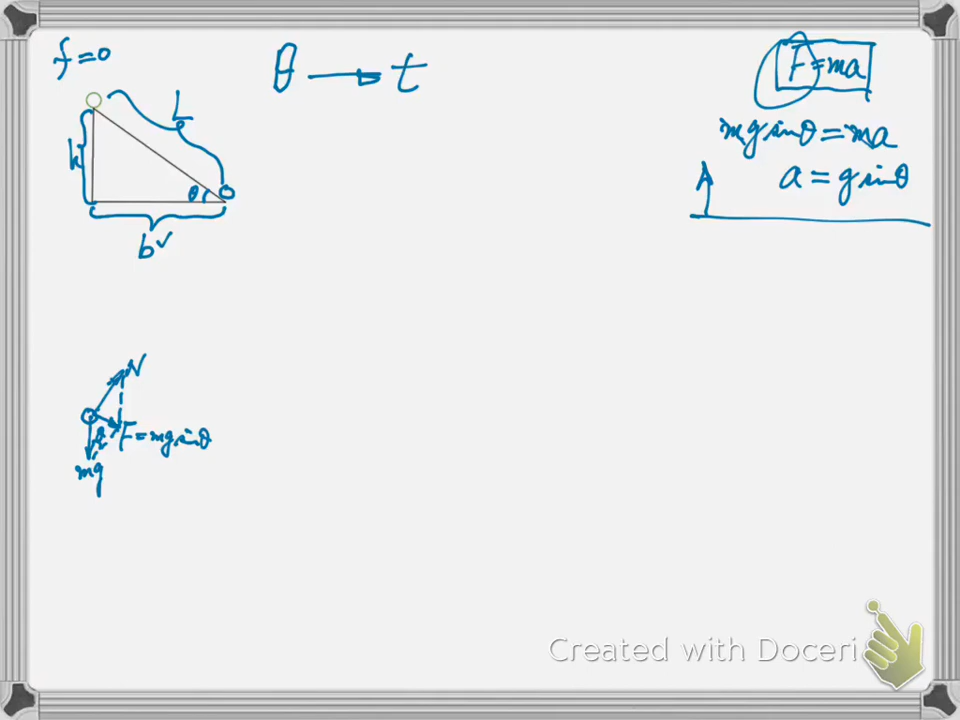 f=0
θ → t
F=ma
mg sinθ = ma
a = g sinθ
L
h
θ
b✓
N
F=mg sinθ
mg
Created with Doceri